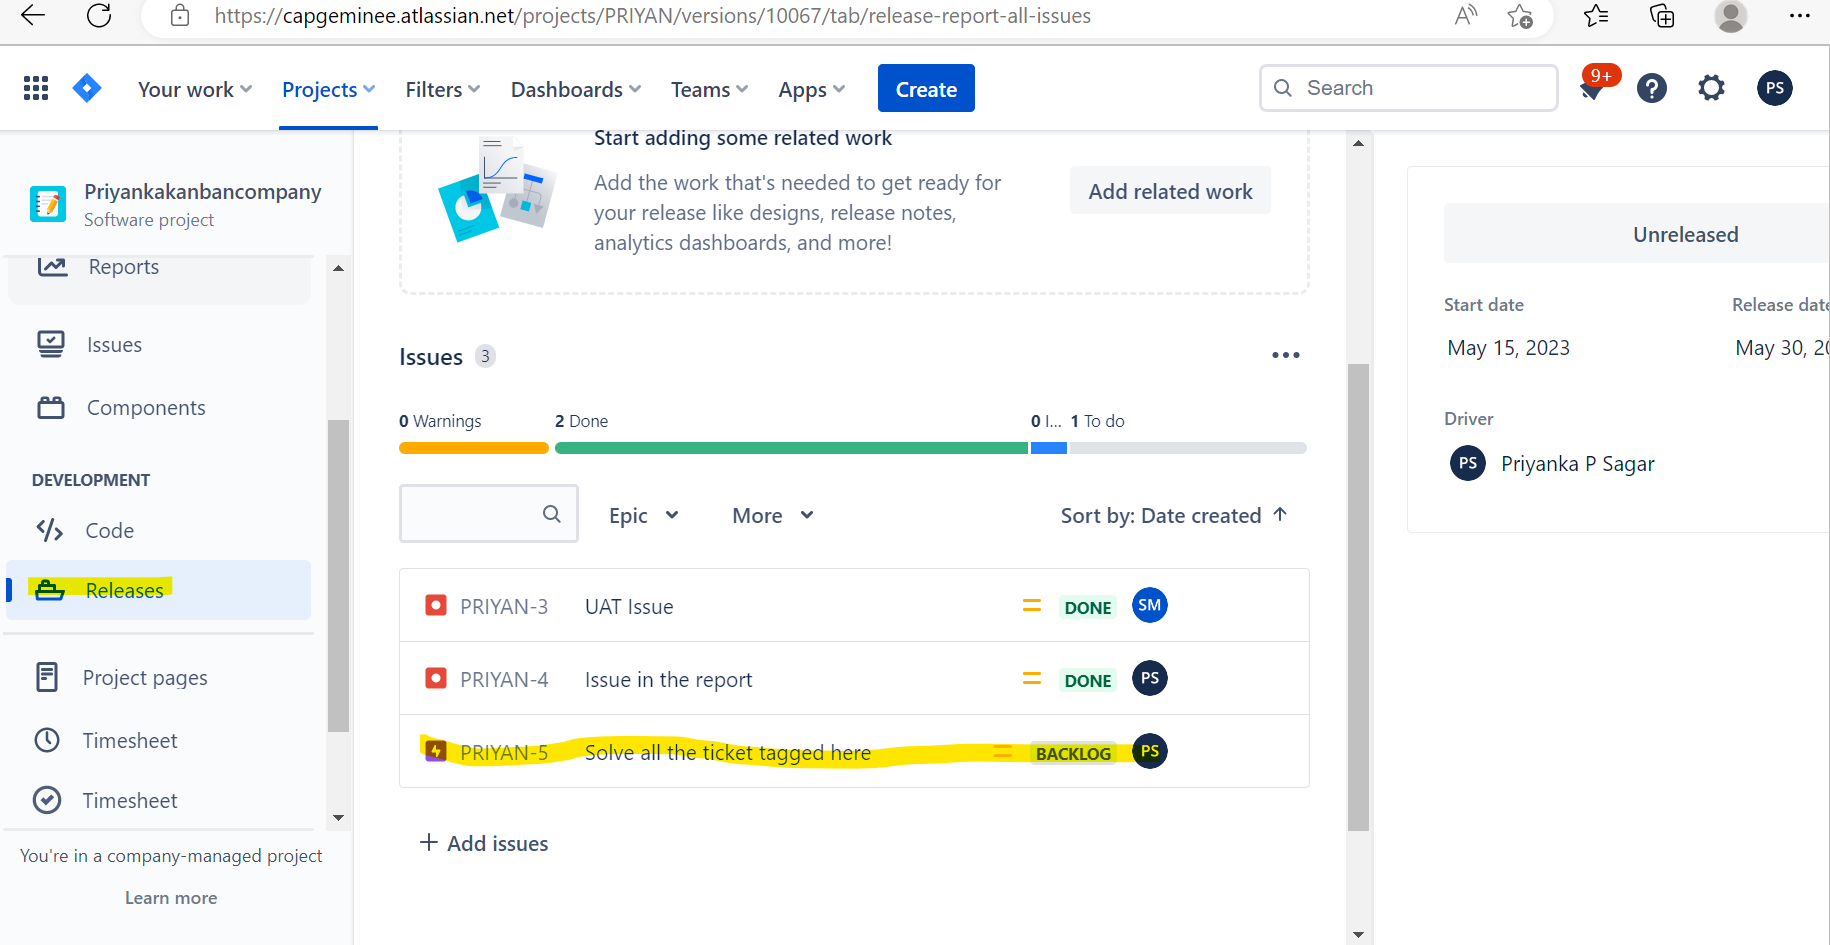 https://capgeminee.atlassian.net/projects/PRIYAN/versions/10067/tab/release-report-all-issues
Your work
Projects
Filters
Dashboards
Teams
Apps
Create
Search
9+
PS
Priyankakanbancompany
Software project
Reports
Issues
Components
DEVELOPMENT
Code
Releases
Project pages
Timesheet
Timesheet
You're in a company-managed project
Learn more
Start adding some related work
Add the work that's needed to get ready for
your release like designs, release notes,
analytics dashboards, and more!
Add related work
Issues 3
0 Warnings 2 Done 0 I... 1 To do
Epic More Sort by: Date created
PRIYAN-3 UAT Issue DONE SM
PRIYAN-4 Issue in the report DONE PS
PRIYAN-5 Solve all the ticket tagged here BACKLOG PS
+ Add issues
Unreleased
Start date Release date
May 15, 2023 May 30, 20
Driver
PS Priyanka P Sagar